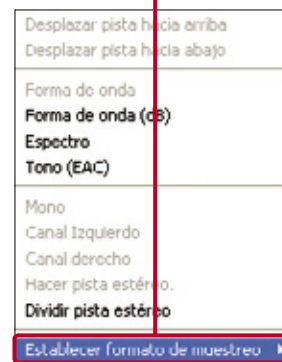 Desplazar pista hacia arriba
Desplazar pista hacia abajo
Forma de onda
Forma de onda (dB)
Espectro
Tono (EAC)
Mono
Canal Izquierdo
Canal derecho
Hacer pista estéreo.
Dividir pista estéreo
Establecer formato de muestreo